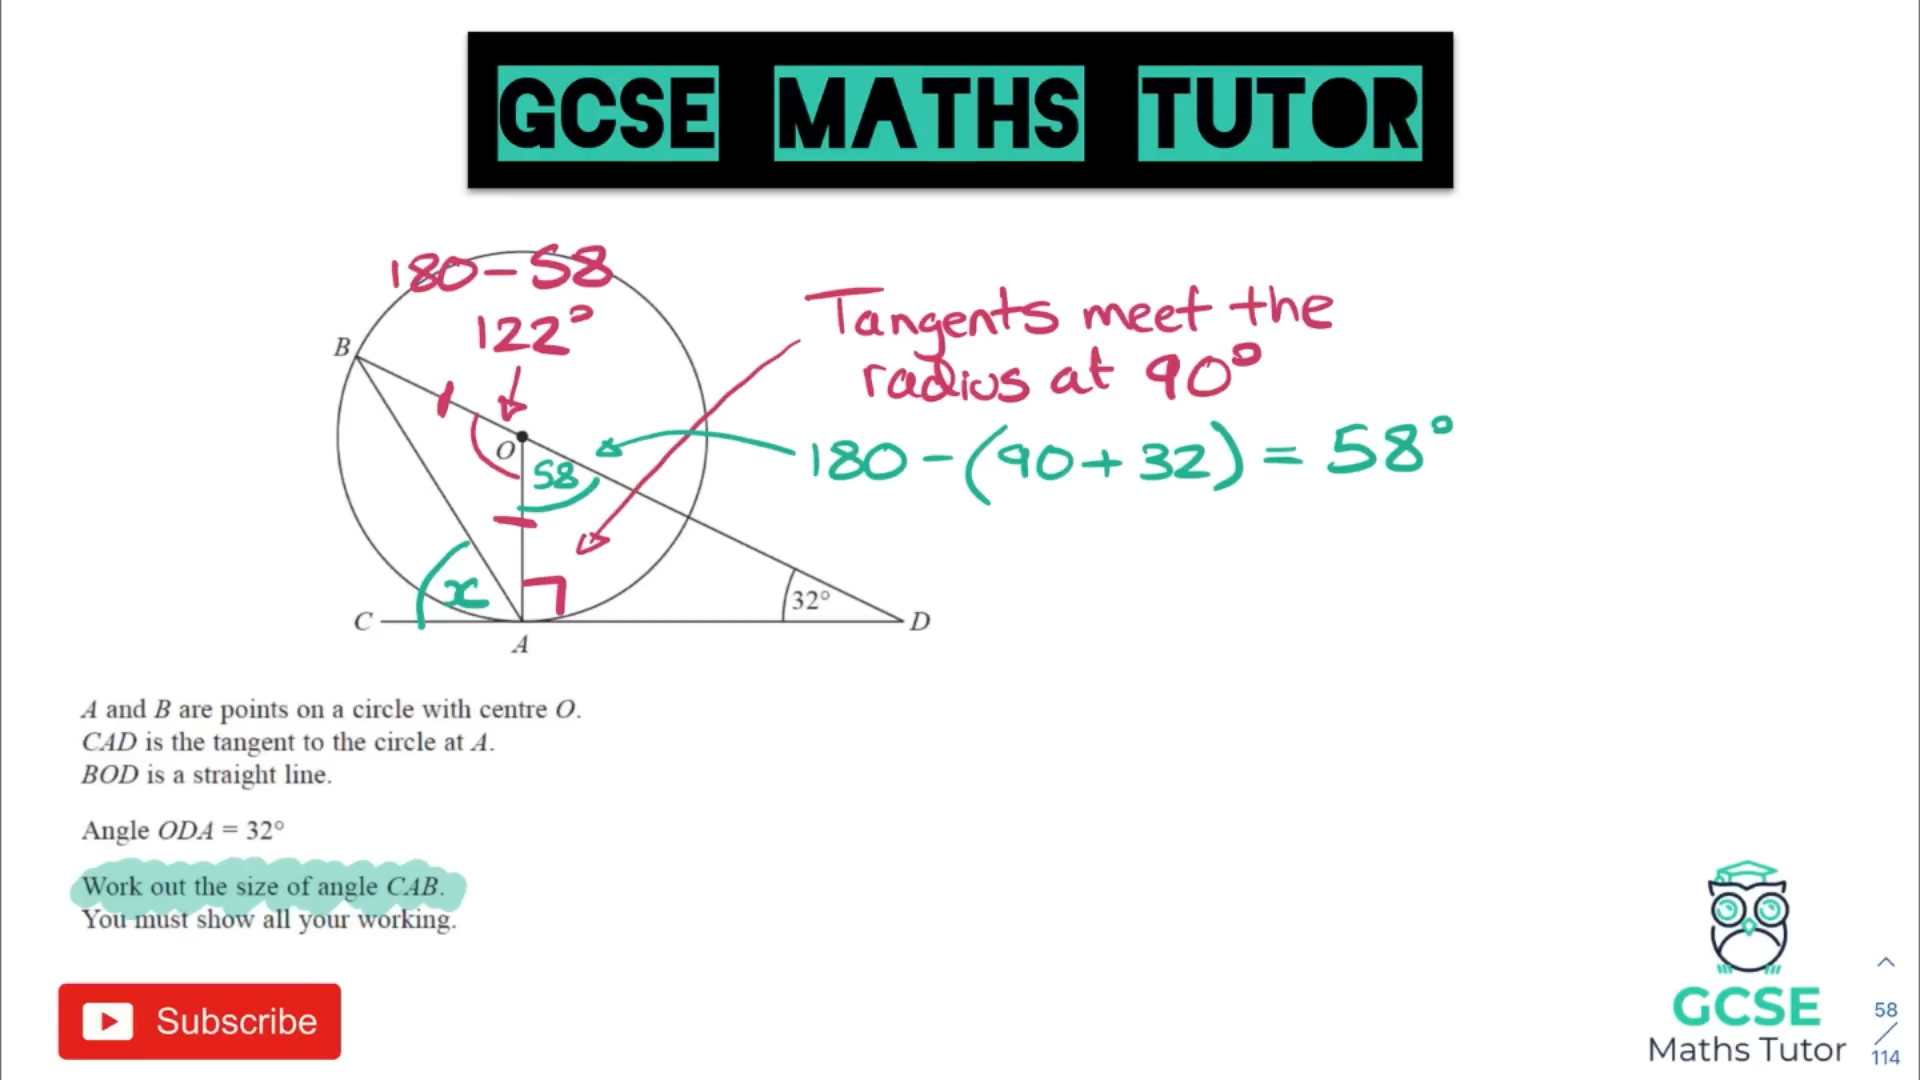 GCSE MATHS TUTOR
180 - 58
122°
Tangents meet the
radius at 90°
180 - (90 + 32) = 58°
B
O
58
x
32°
C
D
A
A and B are points on a circle with centre O.
CAD is the tangent to the circle at A.
BOD is a straight line.
Angle ODA = 32°
Work out the size of angle CAB.
You must show all your working.
Subscribe
GCSE
Maths Tutor
58
/
114